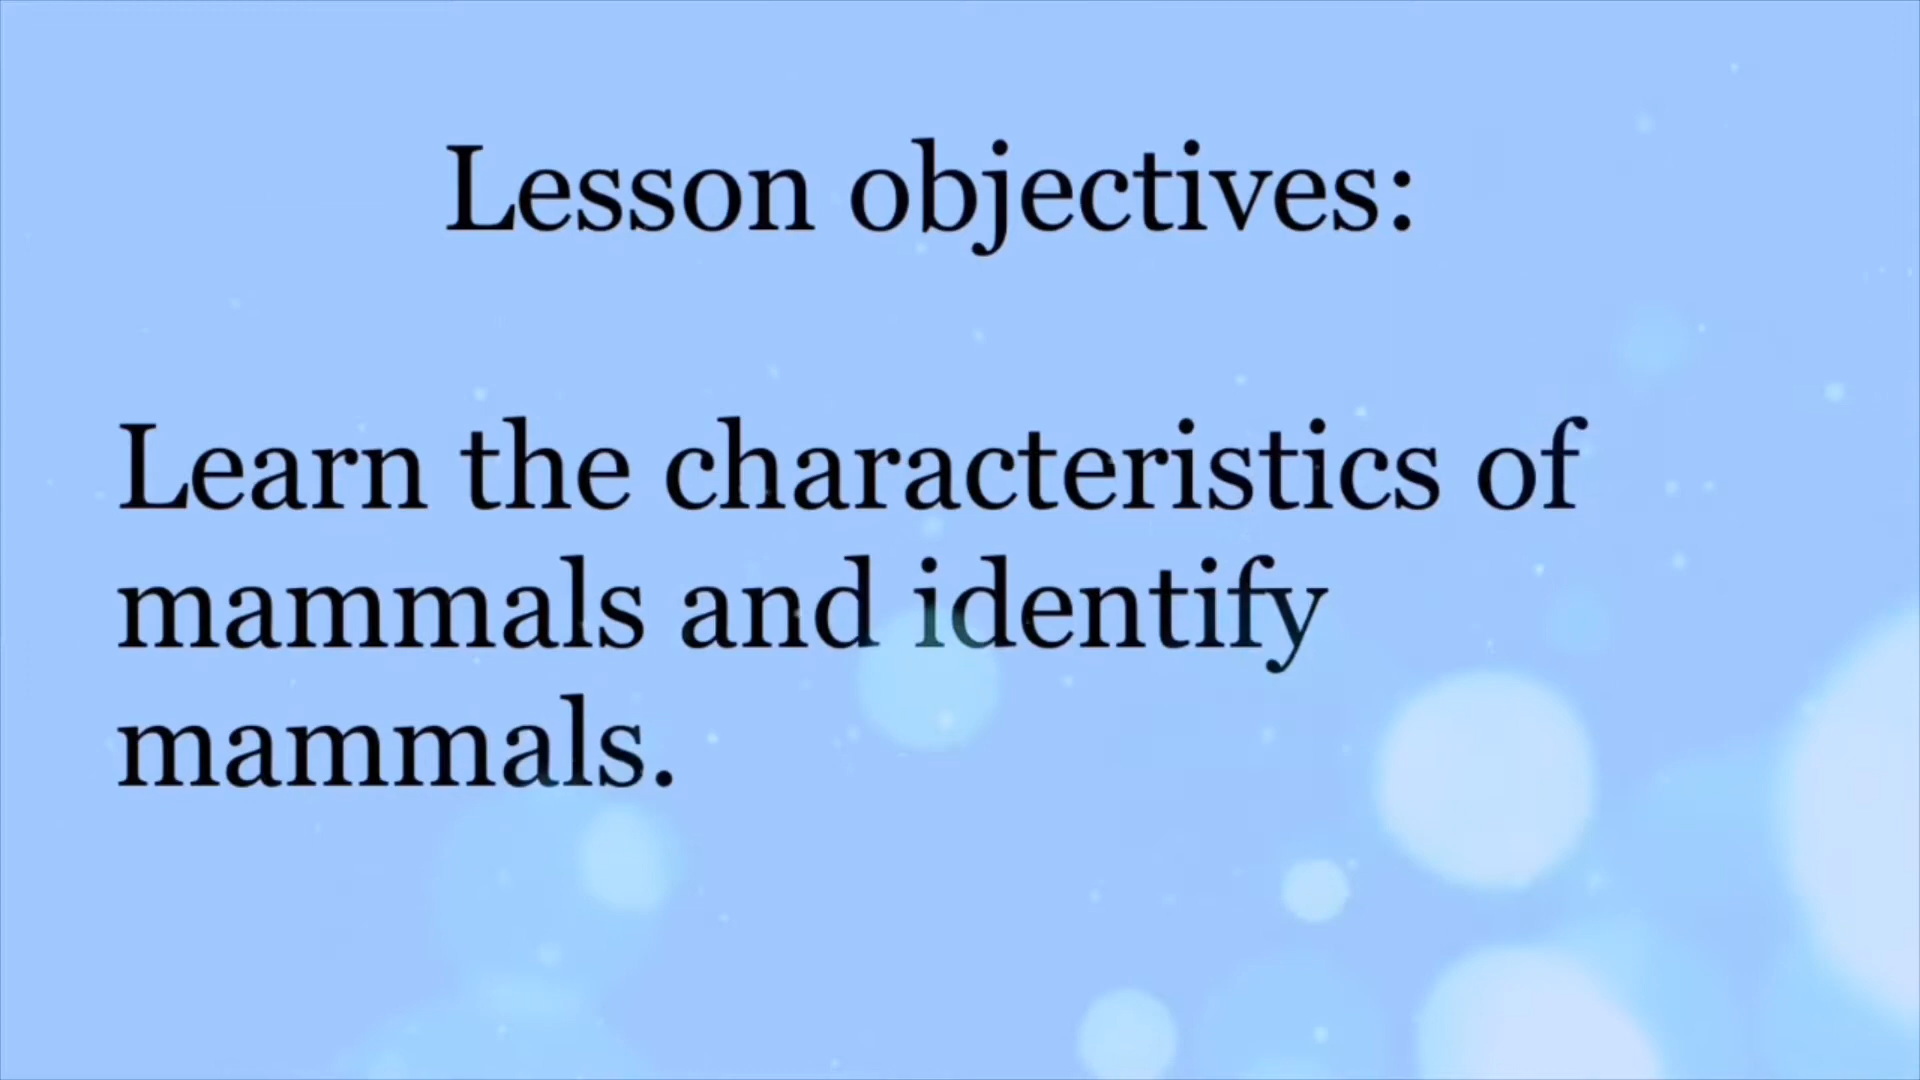 Lesson objectives:
Learn the characteristics of
mammals and identify
mammals.